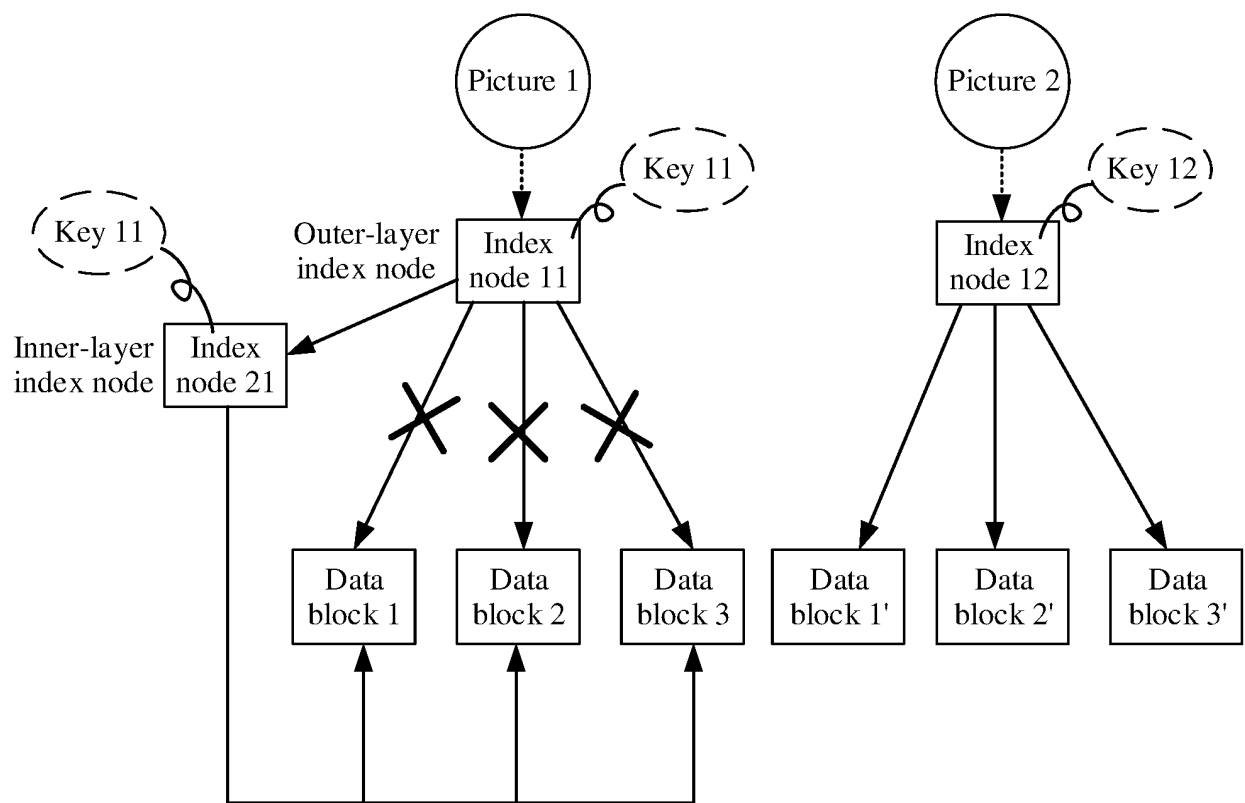 Picture 1
Picture 2
Key 11
Key 12
Key 11
Outer-layer
index node
Index
node 11
Index
node 12
Inner-layer
index node
Index
node 21
Data
block 1
Data
block 2
Data
block 3
Data
block 1'
Data
block 2'
Data
block 3'